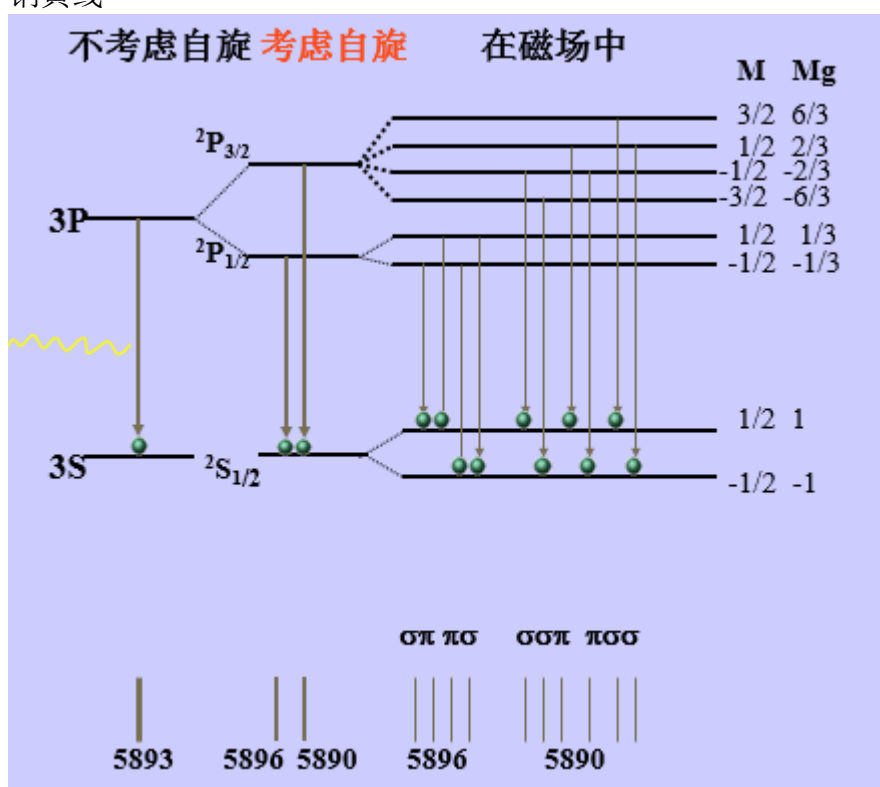 不考虑自旋 考虑自旋 在磁场中
M Mg
3/2 6/3
²P₃/₂
1/2 2/3
-1/2 -2/3
-3/2 -6/3
3P
1/2 1/3
²P₁/₂
-1/2 -1/3
1/2 1
3S
²S₁/₂
-1/2 -1
σπ πσ σσπ πσσ
5893 5896 5890 5896 5890